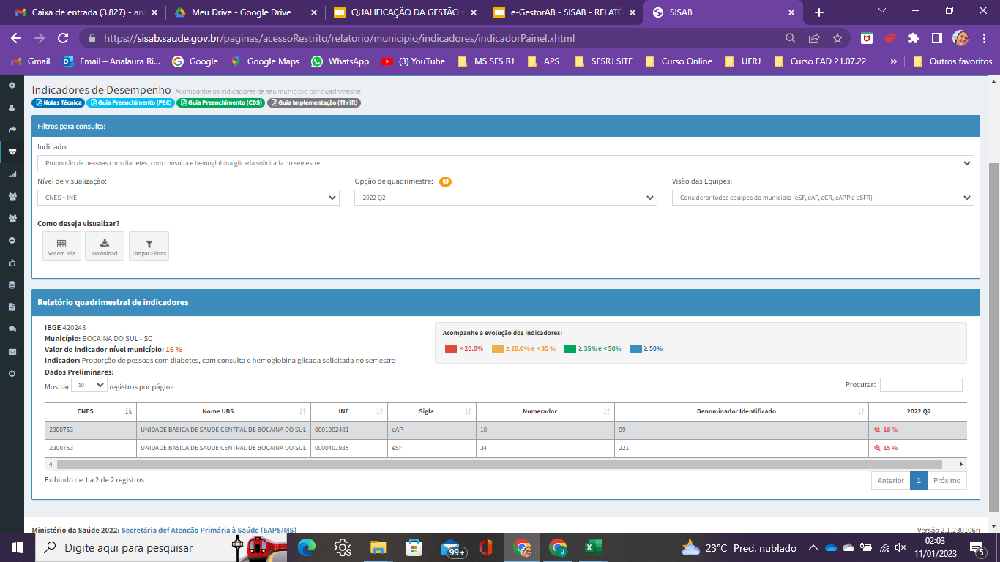 Caixa de entrada (3.827) - ana
Meu Drive - Google Drive
QUALIFICAÇÃO DA GESTÃO
e-GestorAB - SISAB - RELATÓ
SISAB
https://sisab.saude.gov.br/paginas/acessoRestrito/relatorio/municipio/indicadores/indicadorPainel.xhtml
Gmail Email – Analaura Ri... Google Google Maps WhatsApp (3) YouTube MS SES RJ APS SESRJ SITE Curso Online UERJ Curso EAD 21.07.22 » Outros favoritos
Indicadores de Desempenho Acompanhe os indicadores de seu município por quadrimestre
Notas Técnica Guia Preenchimento (PEC) Guia Preenchimento (CDS) Guia Implementação (Thrift)
Filtros para consulta:
Indicador:
Proporção de pessoas com diabetes, com consulta e hemoglobina glicada solicitada no semestre
Nível de visualização: Opção de quadrimestre: Visão das Equipes:
CNES + INE 2022 Q2 Considerar todas equipes do município (eSF, eAP, eCR, eAPP e eSFR)
Como deseja visualizar?
Ver em tela Download Limpar Filtros
Relatório quadrimestral de indicadores
IBGE 420243
Município: BOCAINA DO SUL - SC
Valor do indicador nível município: 16 %
Indicador: Proporção de pessoas com diabetes, com consulta e hemoglobina glicada solicitada no semestre
Dados Preliminares:
Acompanhe a evolução dos indicadores:
< 20.0% ≥ 20.0% e < 35 % ≥ 35% e < 50% ≥ 50%
Mostrar 10 registros por página Procurar:
CNES Nome UBS INE Sigla Numerador Denominador Identificado 2022 Q2
2300753 UNIDADE BASICA DE SAUDE CENTRAL DE BOCAINA DO SUL 0001992481 eAP 18 99 18 %
2300753 UNIDADE BASICA DE SAUDE CENTRAL DE BOCAINA DO SUL 0000401935 eSF 34 221 15 %
Exibindo de 1 a 2 de 2 registros Anterior 1 Próximo
Ministério da Saúde 2022: Secretária def Atenção Primária à Saúde (SAPS/MS) Versão 2.1.230106rj
Digite aqui para pesquisar 99+ 23°C Pred. nublado 02:03
11/01/2023 5